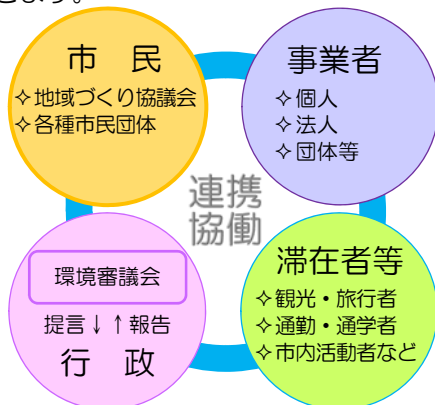 こします。
市　民
✧地域づくり協議会
✧各種市民団体
事業者
✧個人
✧法人
✧団体等
連携
協働
環境審議会
提言↓ ↑報告
行　政
滞在者等
✧観光・旅行者
✧通勤・通学者
✧市内活動者など